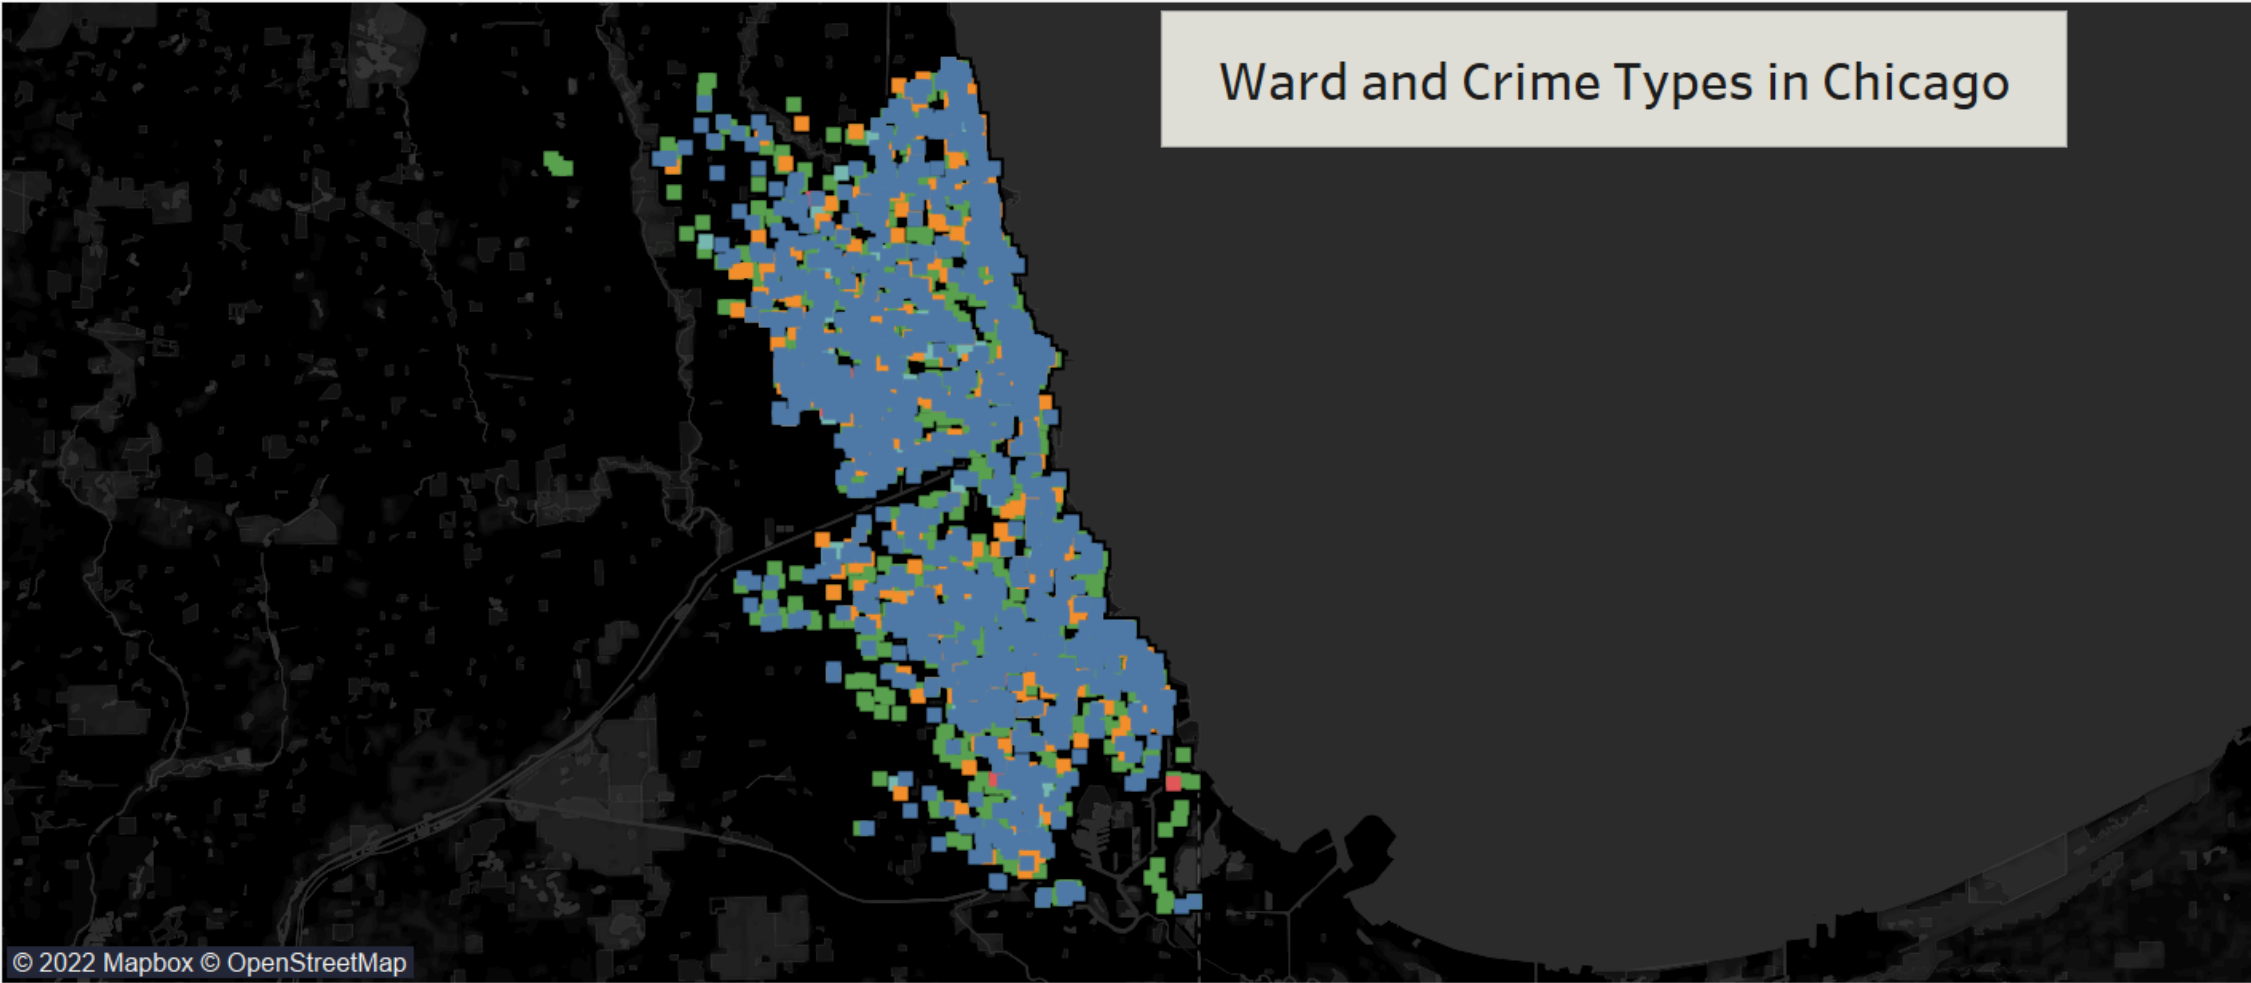 Ward and Crime Types in Chicago
© 2022 Mapbox © OpenStreetMap